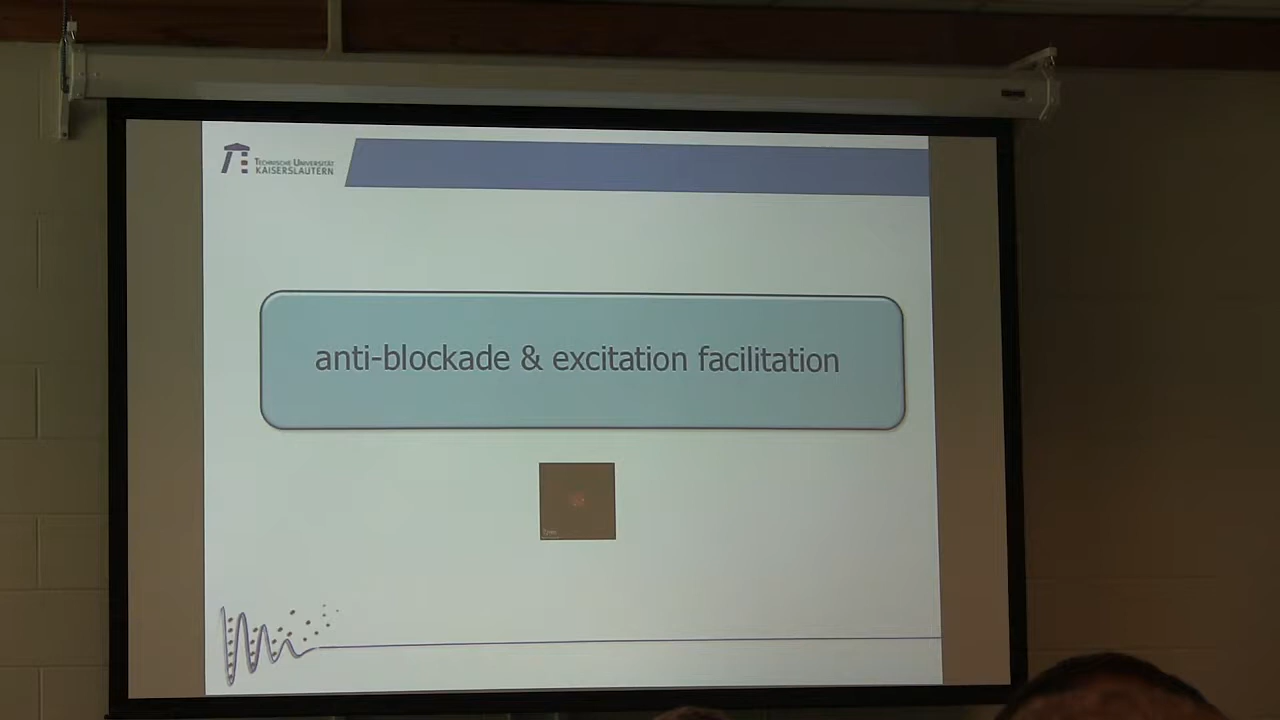 TECHNISCHE UNIVERSITÄT
KAISERSLAUTERN
anti-blockade & excitation facilitation